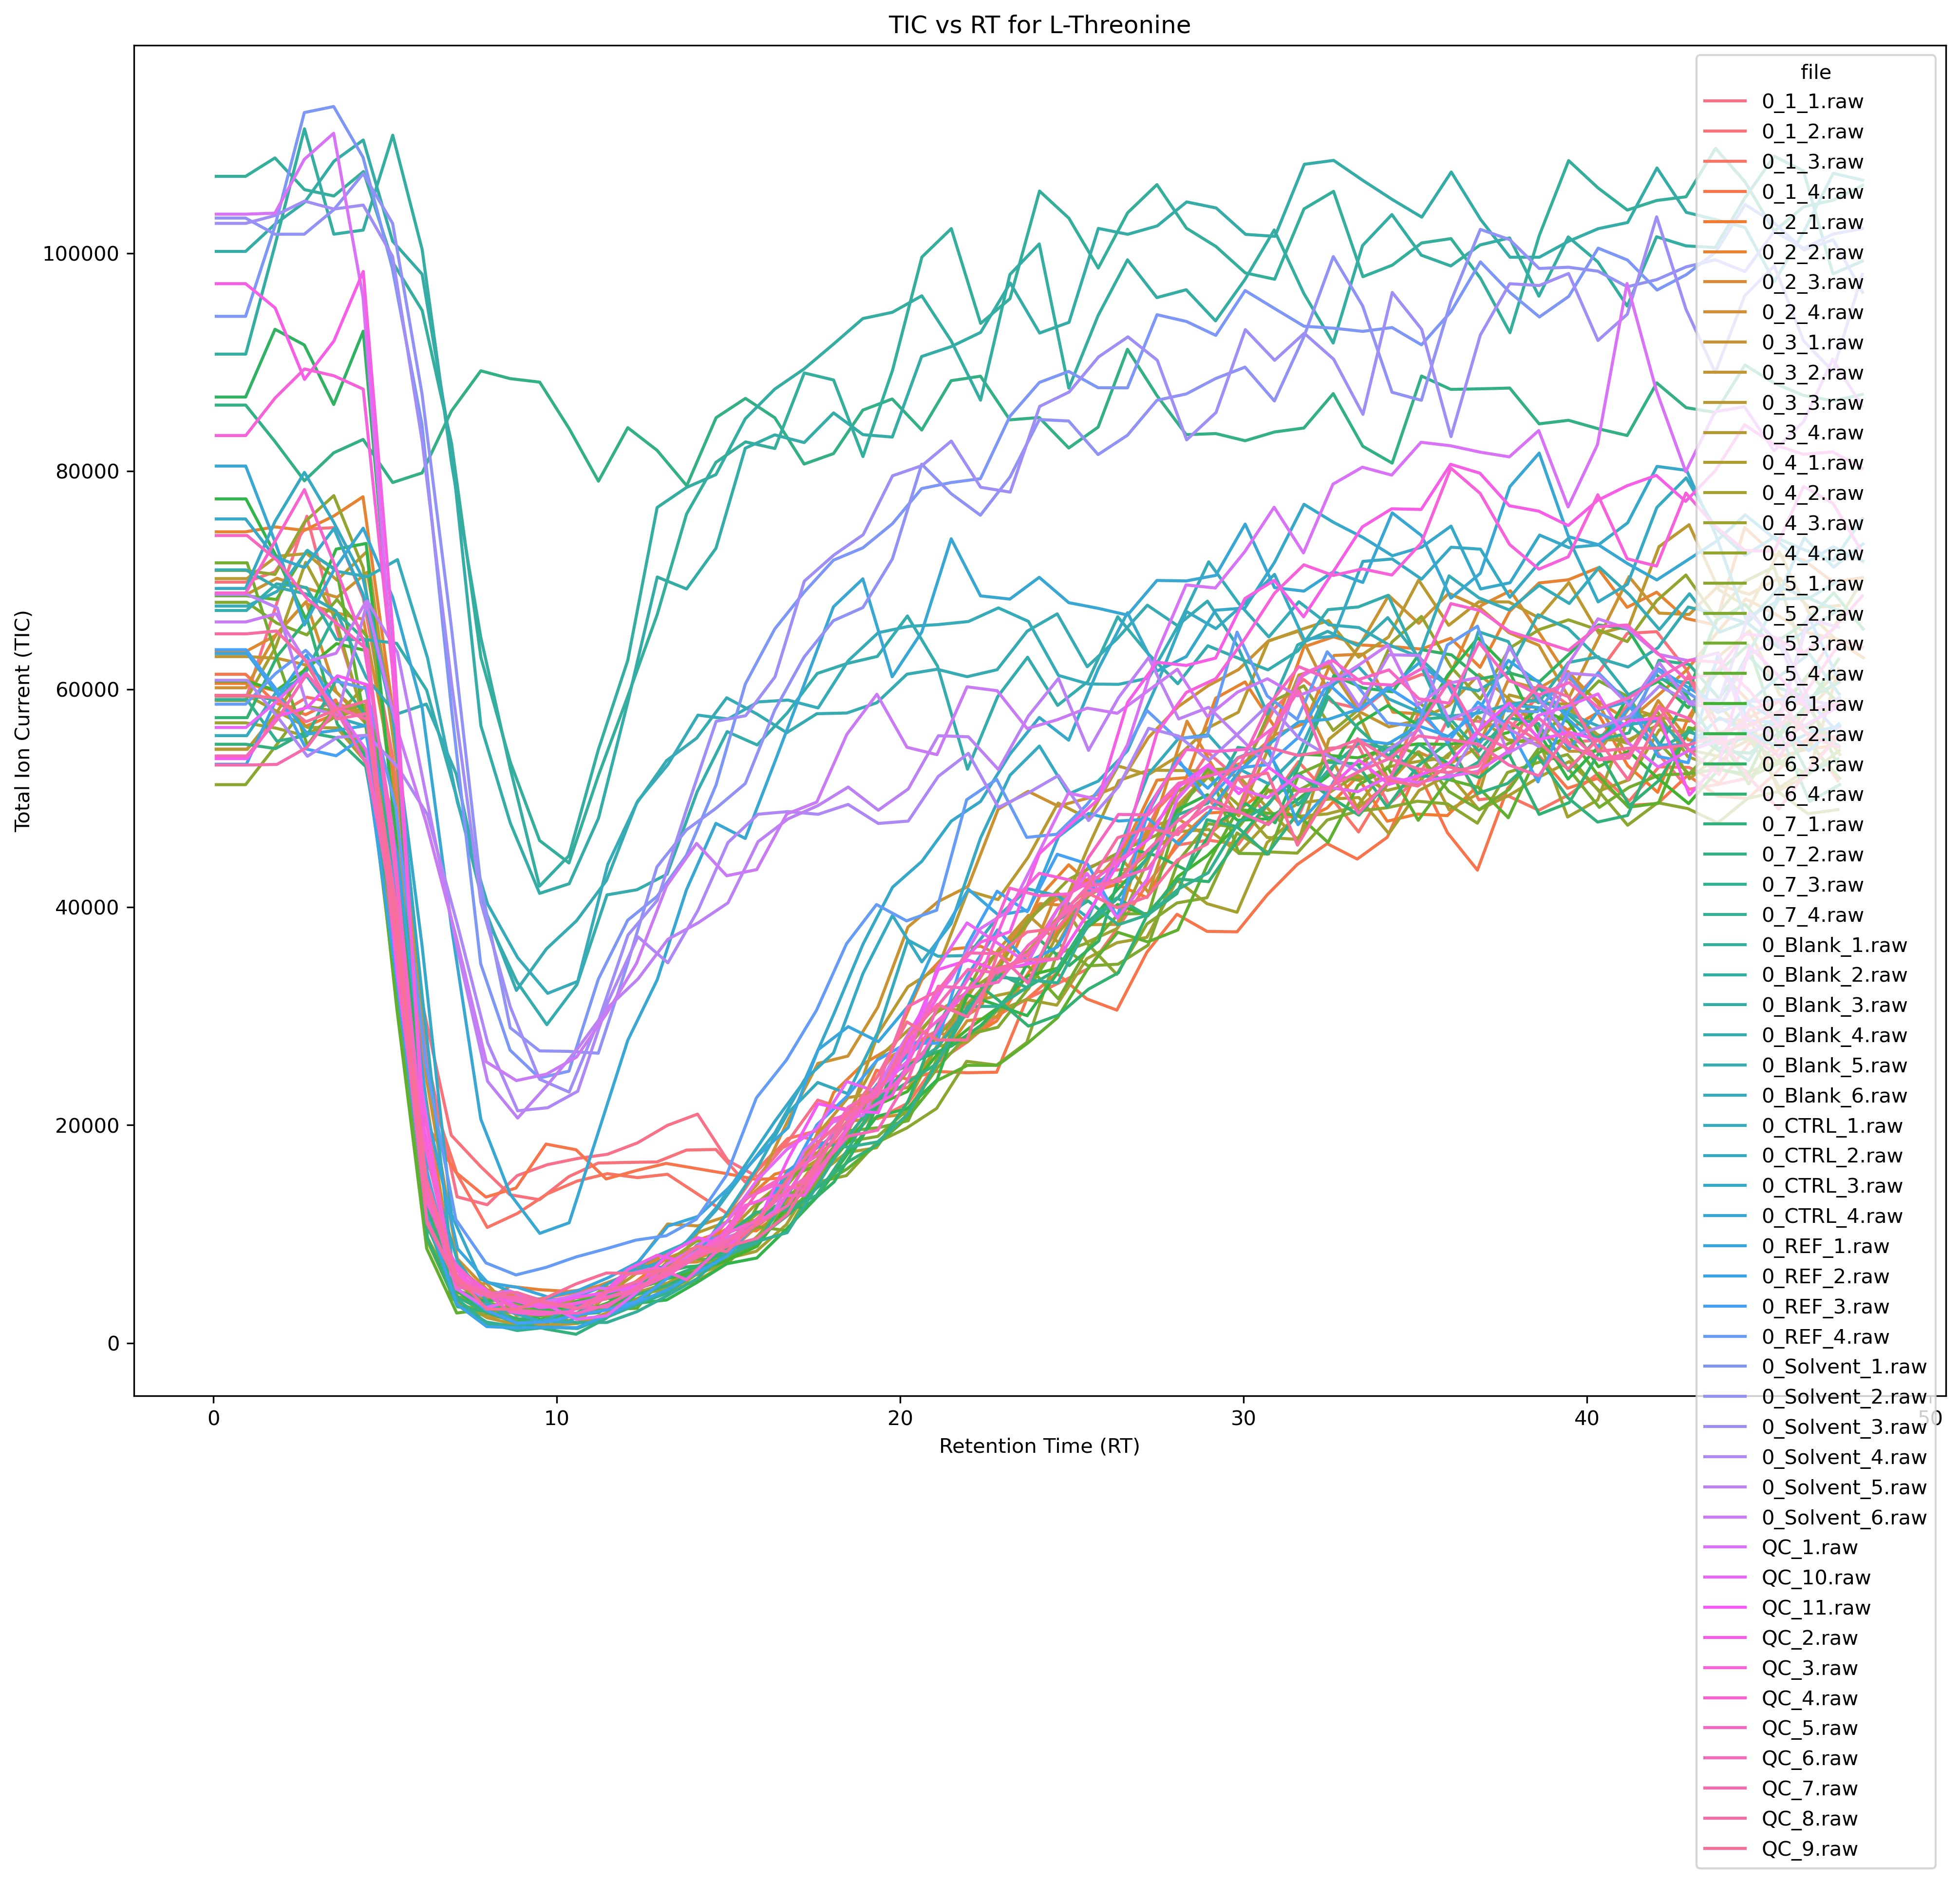 TIC vs RT for L-Threonine
file
0_1_1.raw
0_1_2.raw
0_1_3.raw
0_1_4.raw
0_2_1.raw
0_2_2.raw
0_2_3.raw
0_2_4.raw
0_3_1.raw
0_3_2.raw
0_3_3.raw
0_3_4.raw
0_4_1.raw
0_4_2.raw
0_4_3.raw
0_4_4.raw
0_5_1.raw
0_5_2.raw
0_5_3.raw
0_5_4.raw
0_6_1.raw
0_6_2.raw
0_6_3.raw
0_6_4.raw
0_7_1.raw
0_7_2.raw
0_7_3.raw
0_7_4.raw
0_Blank_1.raw
0_Blank_2.raw
0_Blank_3.raw
0_Blank_4.raw
0_Blank_5.raw
0_Blank_6.raw
0_CTRL_1.raw
0_CTRL_2.raw
0_CTRL_3.raw
0_CTRL_4.raw
0_REF_1.raw
0_REF_2.raw
0_REF_3.raw
0_REF_4.raw
0_Solvent_1.raw
0_Solvent_2.raw
0_Solvent_3.raw
0_Solvent_4.raw
0_Solvent_5.raw
0_Solvent_6.raw
QC_1.raw
QC_10.raw
QC_11.raw
QC_2.raw
QC_3.raw
QC_4.raw
QC_5.raw
QC_6.raw
QC_7.raw
QC_8.raw
QC_9.raw
Total Ion Current (TIC)
100000
80000
60000
40000
20000
0
0 10 20 30 40 50
Retention Time (RT)